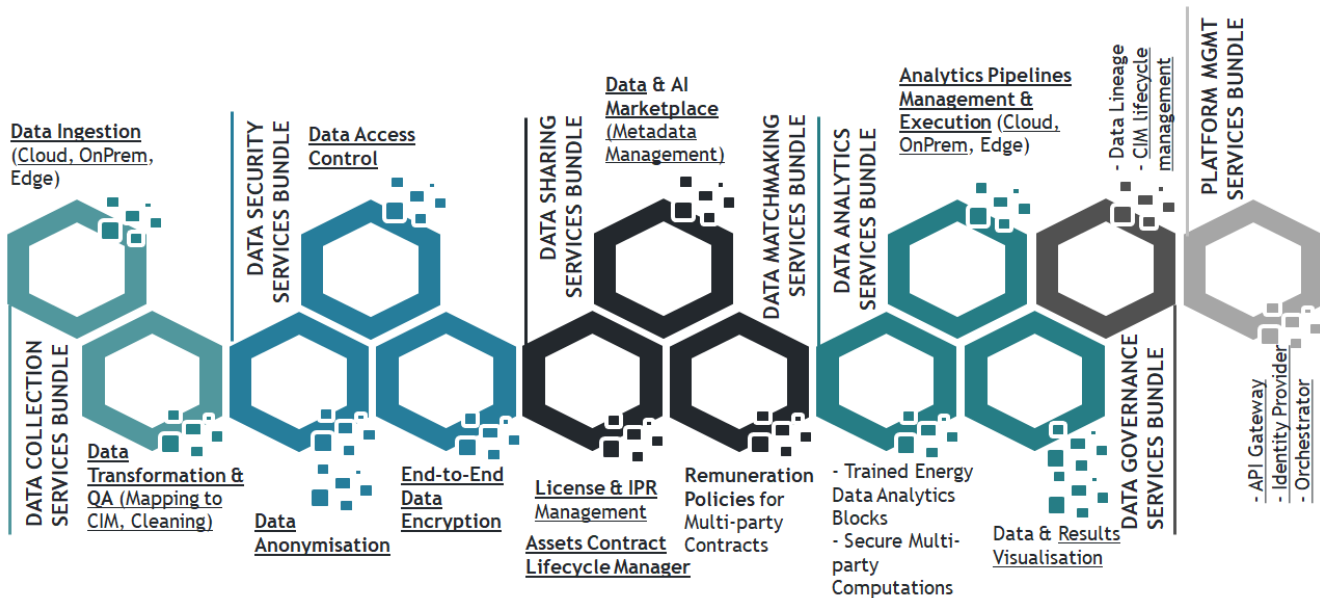 Data Ingestion
(Cloud, OnPrem,
Edge)
DATA COLLECTION
SERVICES BUNDLE
Data
Transformation &
QA (Mapping to
CIM, Cleaning)
DATA SECURITY
SERVICES BUNDLE
Data Access
Control
Data
Anonymisation
End-to-End
Data
Encryption
DATA SHARING
SERVICES BUNDLE
Data & AI
Marketplace
(Metadata
Management)
License & IPR
Management
Assets Contract
Lifecycle Manager
Remuneration
Policies for
Multi-party
Contracts
DATA MATCHMAKING
SERVICES BUNDLE
DATA ANALYTICS
SERVICES BUNDLE
Analytics Pipelines
Management &
Execution (Cloud,
OnPrem, Edge)
- Trained Energy
Data Analytics
Blocks
- Secure Multi-
party
Computations
Data & Results
Visualisation
- Data Lineage
- CIM lifecycle
management
DATA GOVERNANCE
SERVICES BUNDLE
PLATFORM MGMT
SERVICES BUNDLE
- API Gateway
- Identity Provider
- Orchestrator